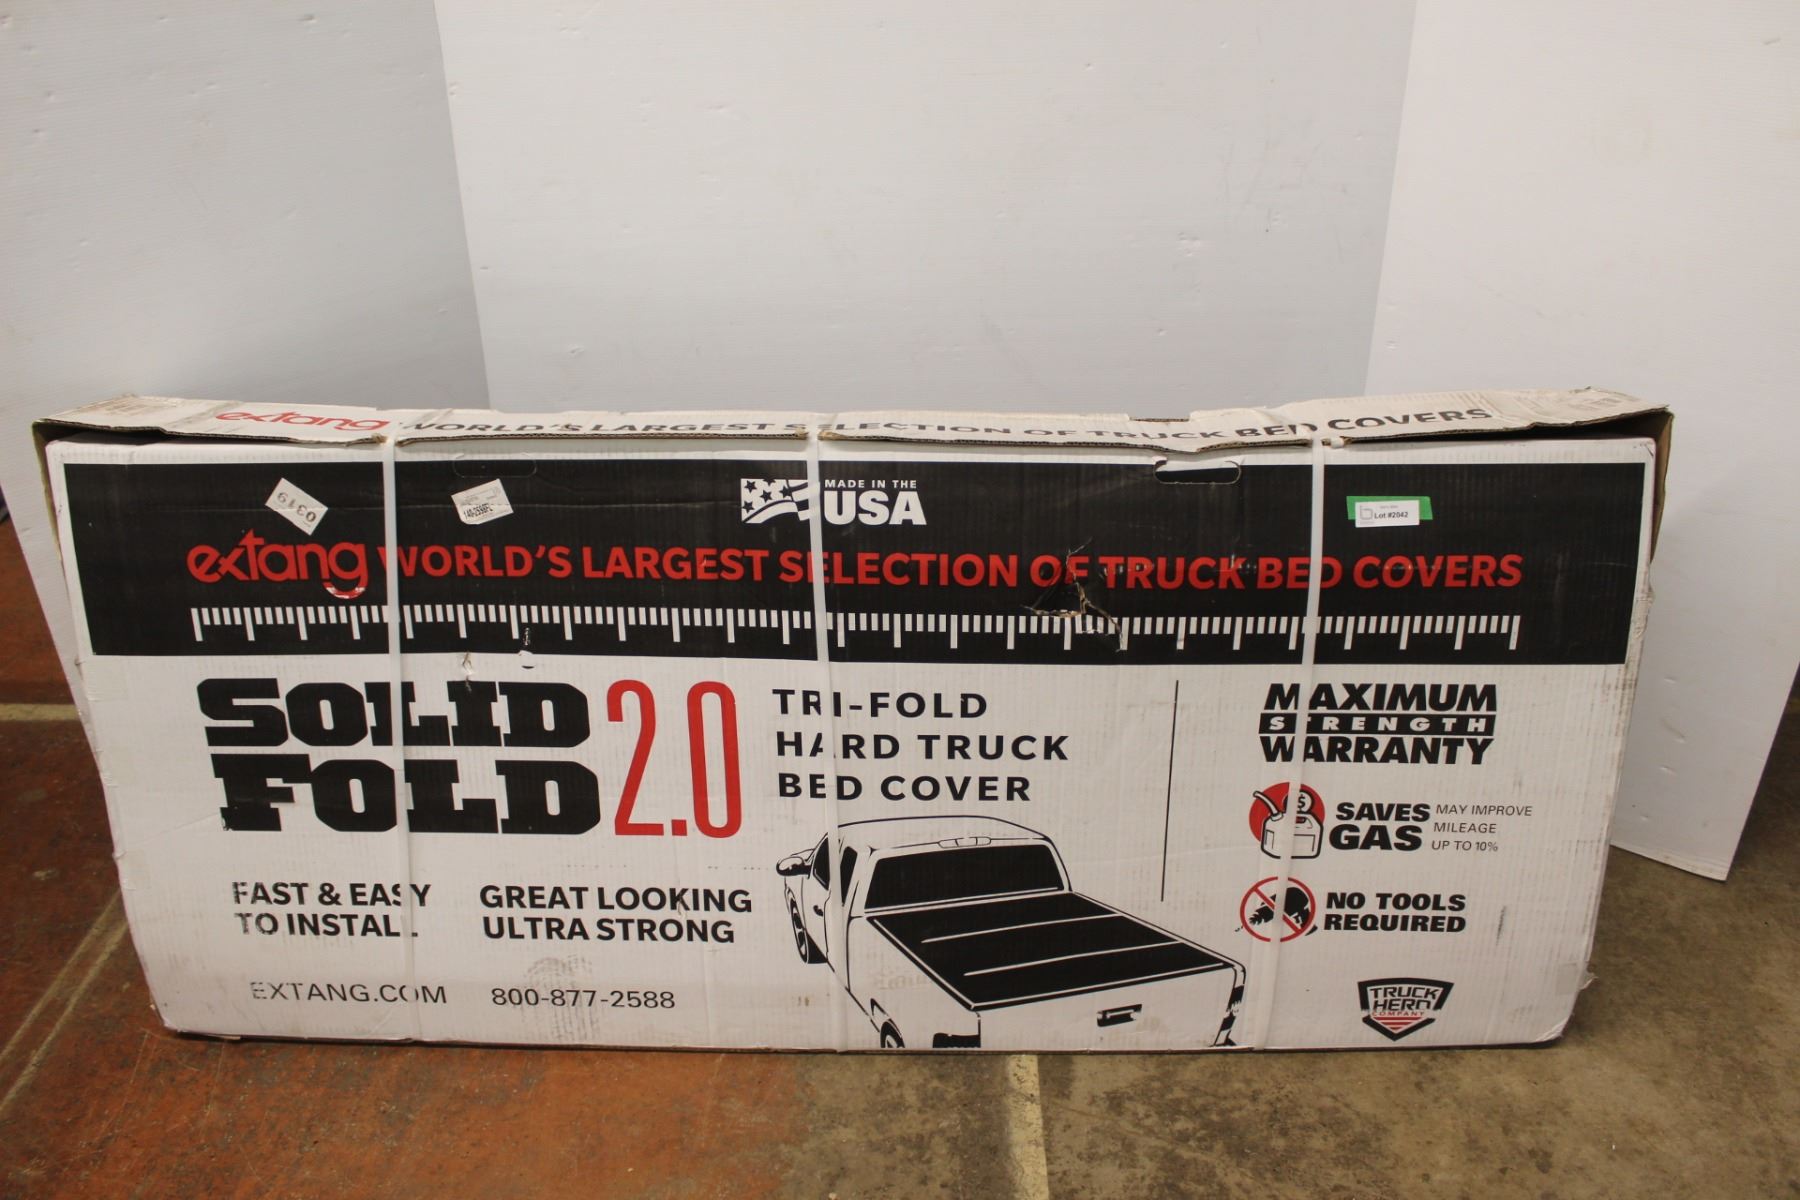 extang WORLD'S LARGEST SELECTION OF TRUCK BED COVERS
0319
MADE IN THE
USA
Lot #2042
extang WORLD'S LARGEST SELECTION OF TRUCK BED COVERS
SOLID
FOLD 2.0
TRI-FOLD
HARD TRUCK
BED COVER
FAST & EASY
TO INSTALL
GREAT LOOKING
ULTRA STRONG
EXTANG.COM
800-877-2588
MAXIMUM
STRENGTH
WARRANTY
SAVES
GAS
MAY IMPROVE
MILEAGE
UP TO 10%
NO TOOLS
REQUIRED
TRUCK
HERO
COMPANY